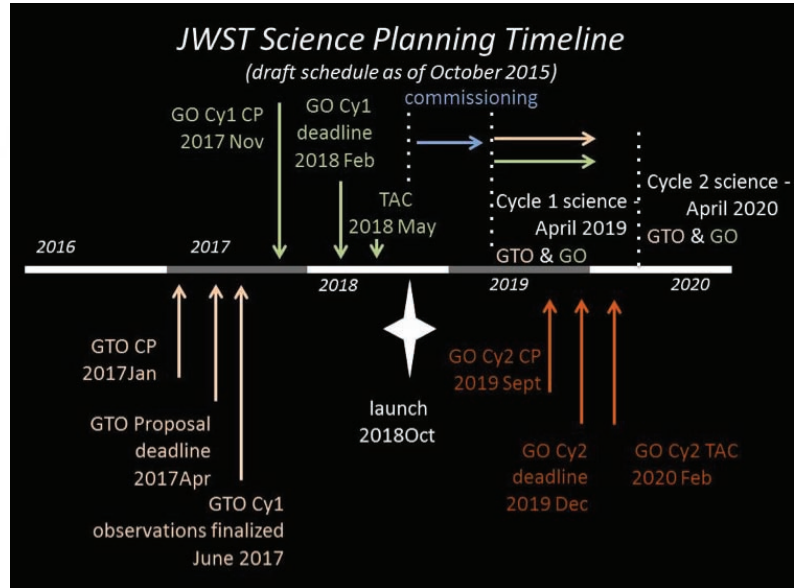 JWST Science Planning Timeline
(draft schedule as of October 2015)
commissioning
GO Cy1 CP
2017 Nov
GO Cy1
deadline
2018 Feb
TAC
2018 May
Cycle 1 science -
April 2019
GTO & GO
Cycle 2 science -
April 2020
GTO & GO
2016
2017
2018
2019
2020
GTO CP
2017Jan
GTO Proposal
deadline
2017Apr
GTO Cy1
observations finalized
June 2017
launch
2018Oct
GO Cy2 CP
2019 Sept
GO Cy2
deadline
2019 Dec
GO Cy2 TAC
2020 Feb